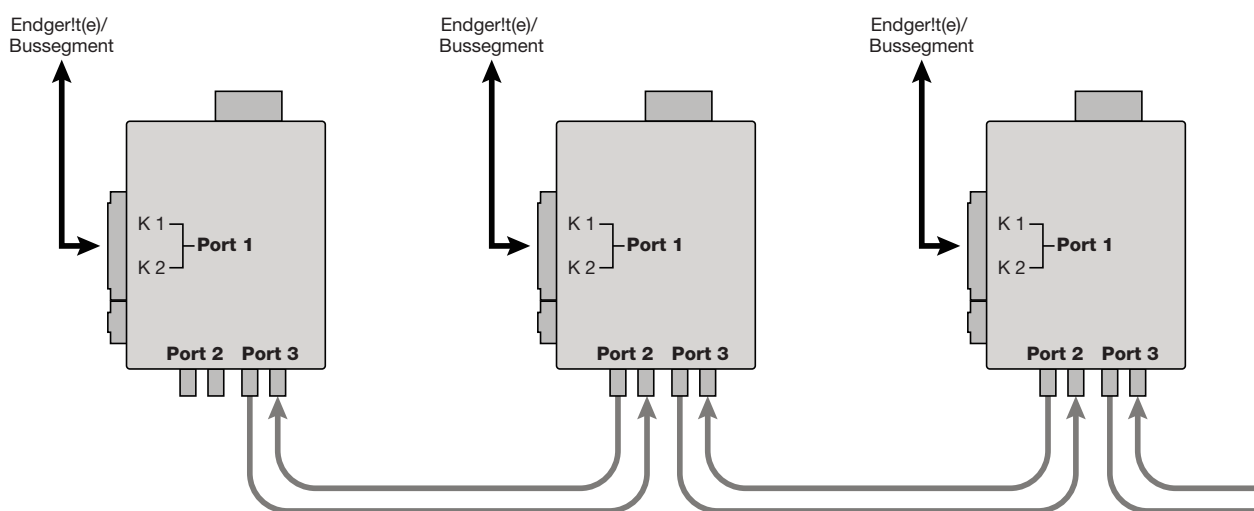 Endger!t(e)/
Bussegment
Endger!t(e)/
Bussegment
Endger!t(e)/
Bussegment
K 1
Port 1
K 2
Port 2 Port 3
K 1
Port 1
K 2
Port 2 Port 3
K 1
Port 1
K 2
Port 2 Port 3